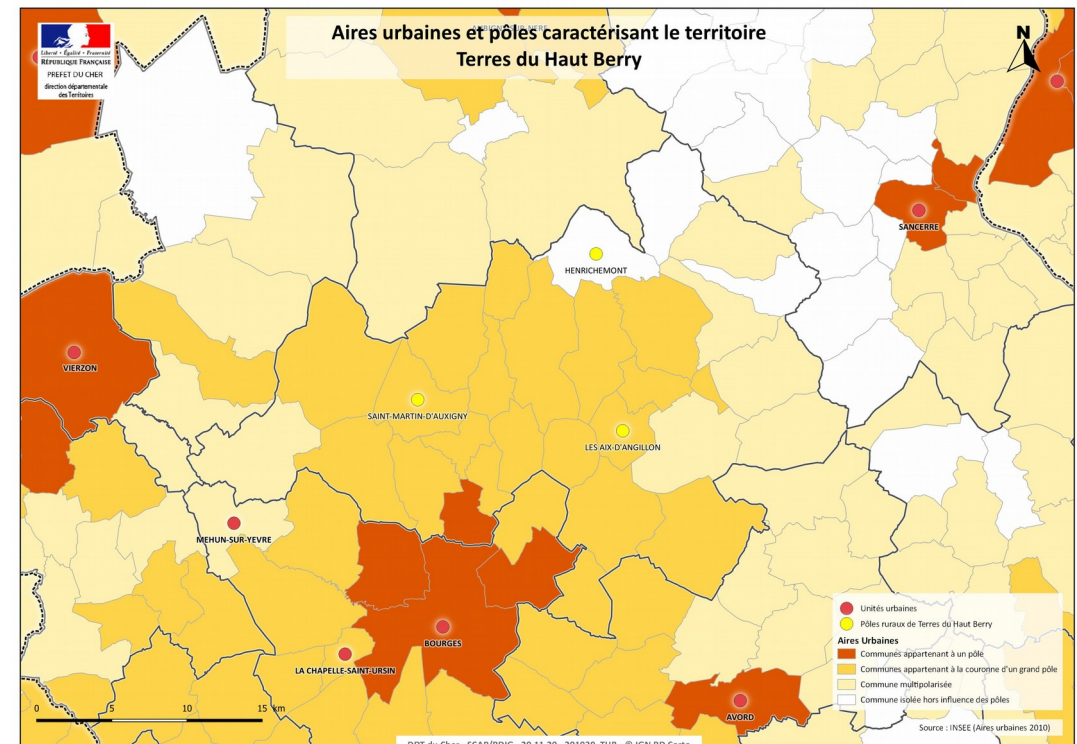 Aires urbaines et pôles caractérisant le territoire
Terres du Haut Berry
Liberté • Égalité • Fraternité
RÉPUBLIQUE FRANÇAISE
PREFET DU CHER
direction départementale
des Territoires
N
SANCERRE
HENRICHEMONT
VIERZON
SAINT-MARTIN-D'AUXIGNY
LES AIX-D'ANGILLON
MEHUN-SUR-YEVRE
BOURGES
LA CHAPELLE-SAINT-URSIN
AVORD
Unités urbaines
Pôles ruraux de Terres du Haut Berry
Aires Urbaines
Communes appartenant à un pôle
Communes appartenant à la couronne d'un grand pôle
Commune multipolarisée
Commune isolée hors influence des pôles
0 5 10 15 km
Source : INSEE (Aires urbaines 2010)